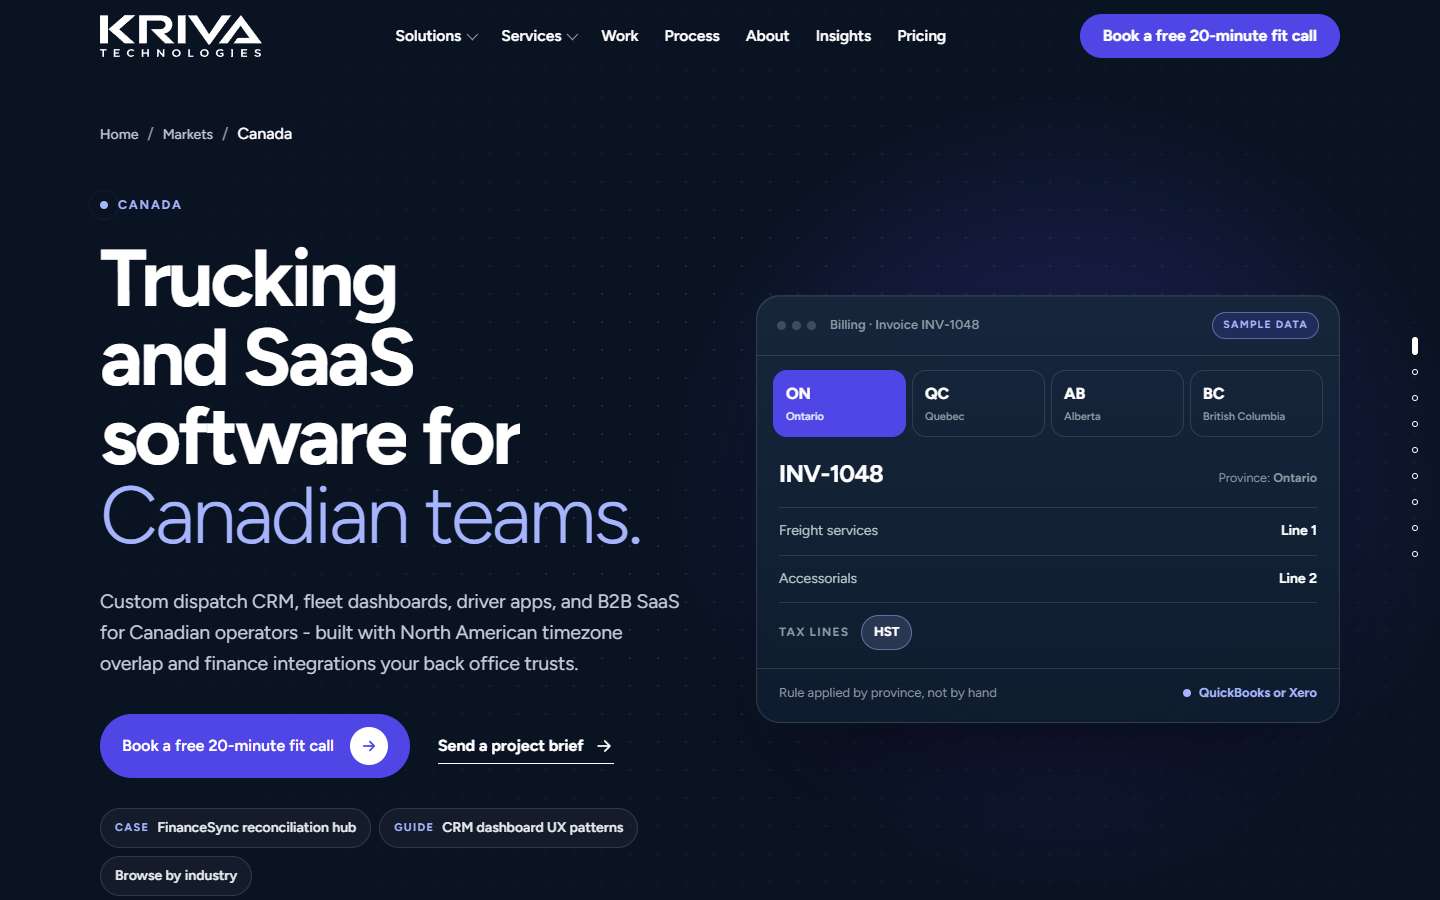 KRIVA
TECHNOLOGIES
Solutions
Services
Work
Process
About
Insights
Pricing
Book a free 20-minute fit call
Home / Markets / Canada
CANADA
Trucking
and SaaS
software for
Canadian teams.
Custom dispatch CRM, fleet dashboards, driver apps, and B2B SaaS
for Canadian operators - built with North American timezone
overlap and finance integrations your back office trusts.
Book a free 20-minute fit call
Send a project brief
CASE FinanceSync reconciliation hub
GUIDE CRM dashboard UX patterns
Browse by industry
Billing · Invoice INV-1048
SAMPLE DATA
ON
Ontario
QC
Quebec
AB
Alberta
BC
British Columbia
INV-1048
Province: Ontario
Freight services
Line 1
Accessorials
Line 2
TAX LINES
HST
Rule applied by province, not by hand
QuickBooks or Xero